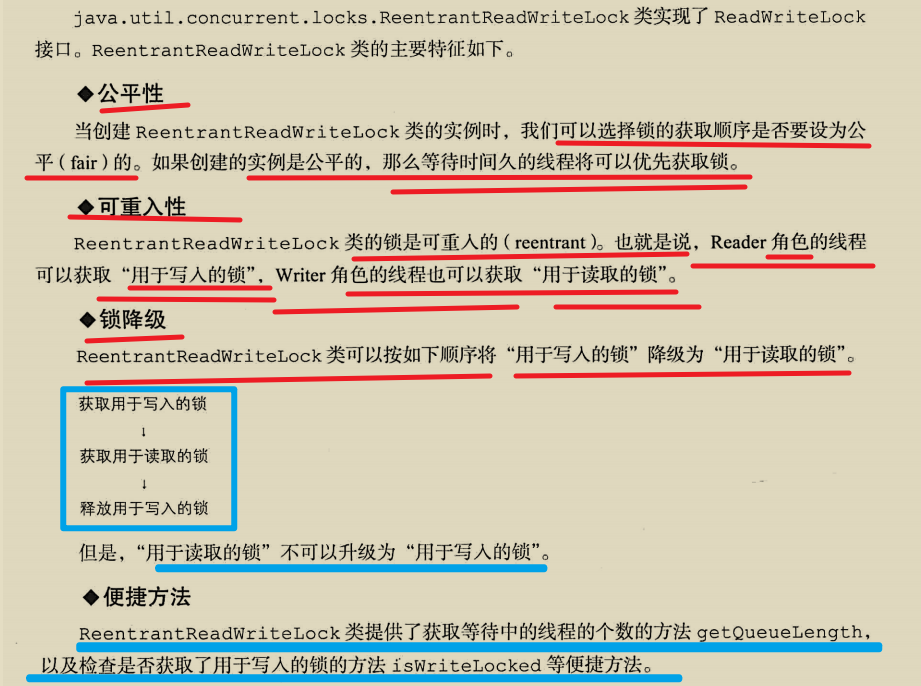 java.util.concurrent.locks.ReentrantReadWriteLock 类实现了 ReadWriteLock
接口。ReentrantReadWriteLock 类的主要特征如下。
◆公平性
当创建 ReentrantReadWriteLock 类的实例时，我们可以选择锁的获取顺序是否要设为公
平（fair）的。如果创建的实例是公平的，那么等待时间久的线程将可以优先获取锁。
◆可重入性
ReentrantReadWriteLock 类的锁是可重入的（reentrant）。也就是说，Reader 角色的线程
可以获取“用于写入的锁”，Writer 角色的线程也可以获取“用于读取的锁”。
◆锁降级
ReentrantReadWriteLock 类可以按如下顺序将“用于写入的锁”降级为“用于读取的锁”。
获取用于写入的锁
↓
获取用于读取的锁
↓
释放用于写入的锁
但是，“用于读取的锁”不可以升级为“用于写入的锁”。
◆便捷方法
ReentrantReadWriteLock 类提供了获取等待中的线程的个数的方法 getQueueLength，
以及检查是否获取了用于写入的锁的方法 isWriteLocked 等便捷方法。